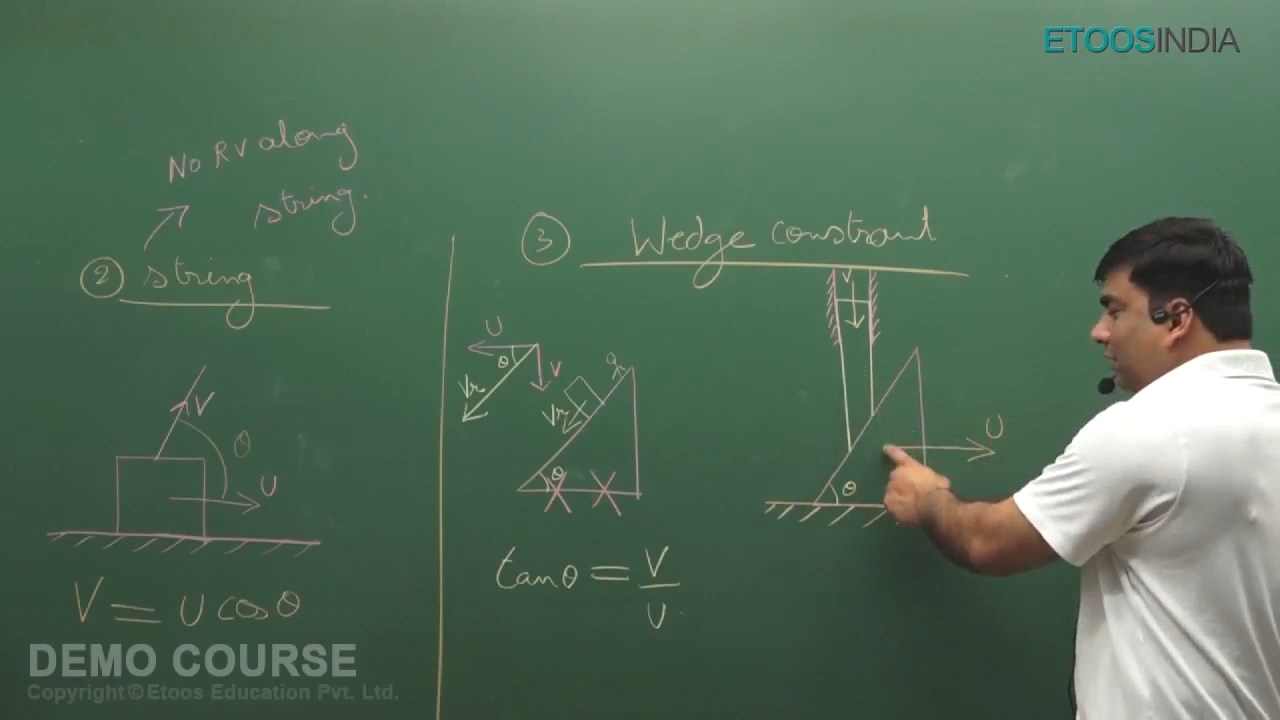 ETOOSINDIA
No RV along
string.
② string
V
θ
U
V = U cos θ
③ Wedge constraint
U
θ
V
Vr
Vr
θ
tanθ = V/U
V
U
θ
DEMO COURSE
Copyright © Etoos Education Pvt. Ltd.